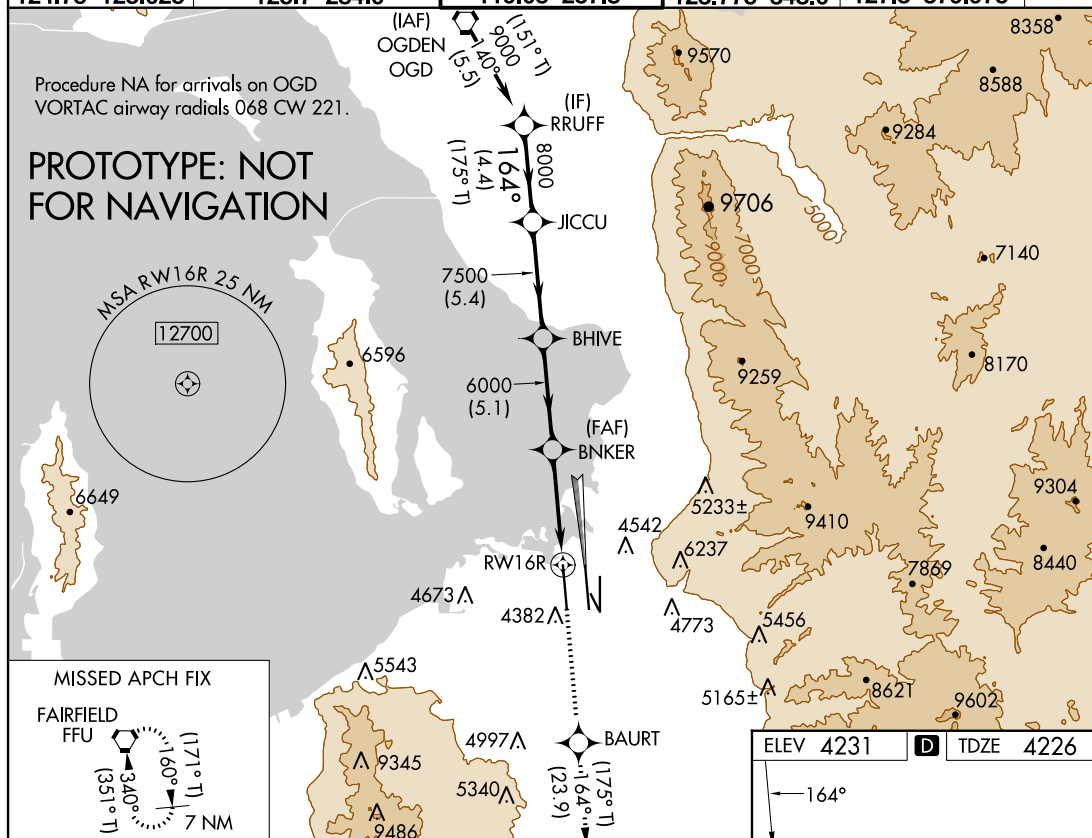 (IAF)
OGDEN
OGD
9000
(151° T)
140°
(5.5)
Procedure NA for arrivals on OGD
VORTAC airway radials 068 CW 221.
PROTOTYPE: NOT
FOR NAVIGATION
(IF)
RRUFF
8000
164°
(4.4)
(175° T)
JICCU
7500
(5.4)
BHIVE
6000
(5.1)
(FAF)
BNKER
RW16R
N
MSA RW16R 25 NM
12700
6596
6649
9570
8358
8588
9284
9706
5000
7000
9000
7140
8170
9259
9304
5233±
9410
4542
6237
8440
7869
4673
4382
4773
5456
5543
5165±
8621
9602
4997
9345
5340
9486
BAURT
(175° T)
164°
(23.9)
MISSED APCH FIX
FAIRFIELD
FFU
(171° T)
160°
340°
(351° T)
7 NM
ELEV 4231
D
TDZE 4226
164°